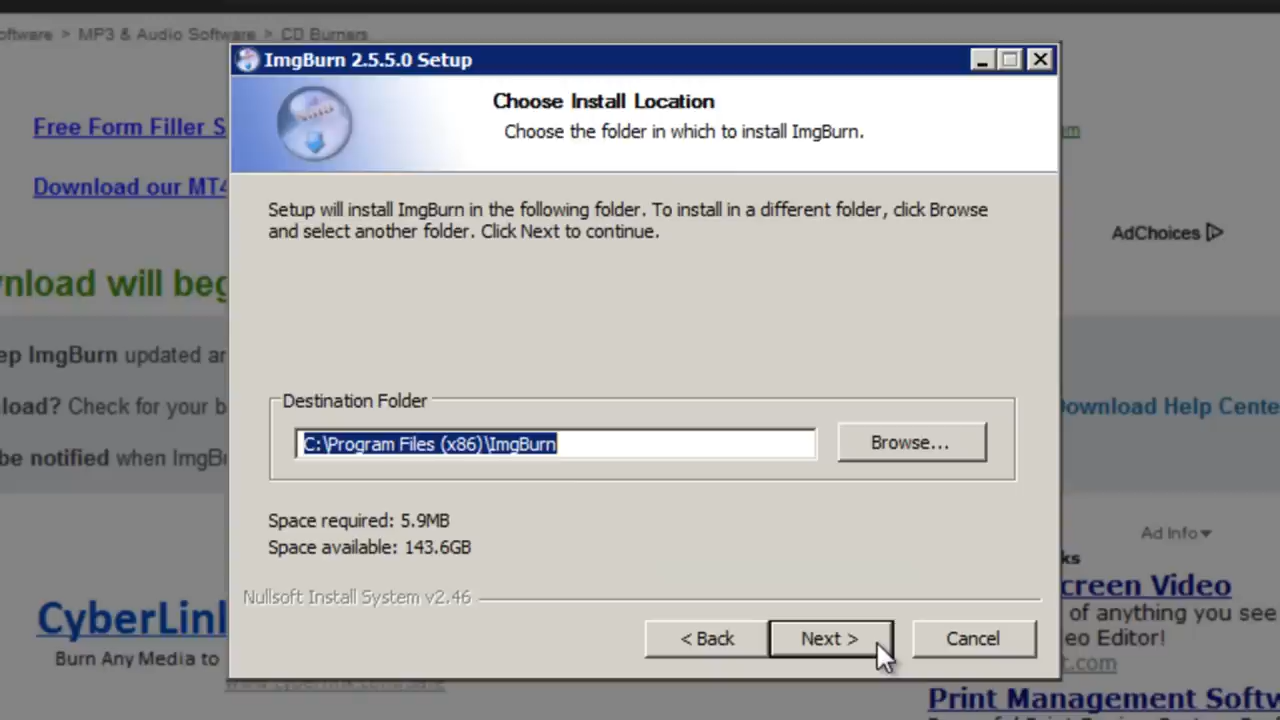 oftware > MP3 & Audio Software > CD Burners
ImgBurn 2.5.5.0 Setup
Choose Install Location
Choose the folder in which to install ImgBurn.
Free Form Filler S
Download our MT4
Setup will install ImgBurn in the following folder. To install in a different folder, click Browse
and select another folder. Click Next to continue.
AdChoices
nload will beg
ep ImgBurn updated an
load? Check for your b
Download Help Cente
be notified when ImgBu
Destination Folder
C:\Program Files (x86)\ImgBurn
Browse...
Space required: 5.9MB
Space available: 143.6GB
Ad Info
ks
Nullsoft Install System v2.46
creen Video
of anything you see
eo Editor!
t.com
CyberLink
Burn Any Media to
< Back
Next >
Cancel
Print Management Softw